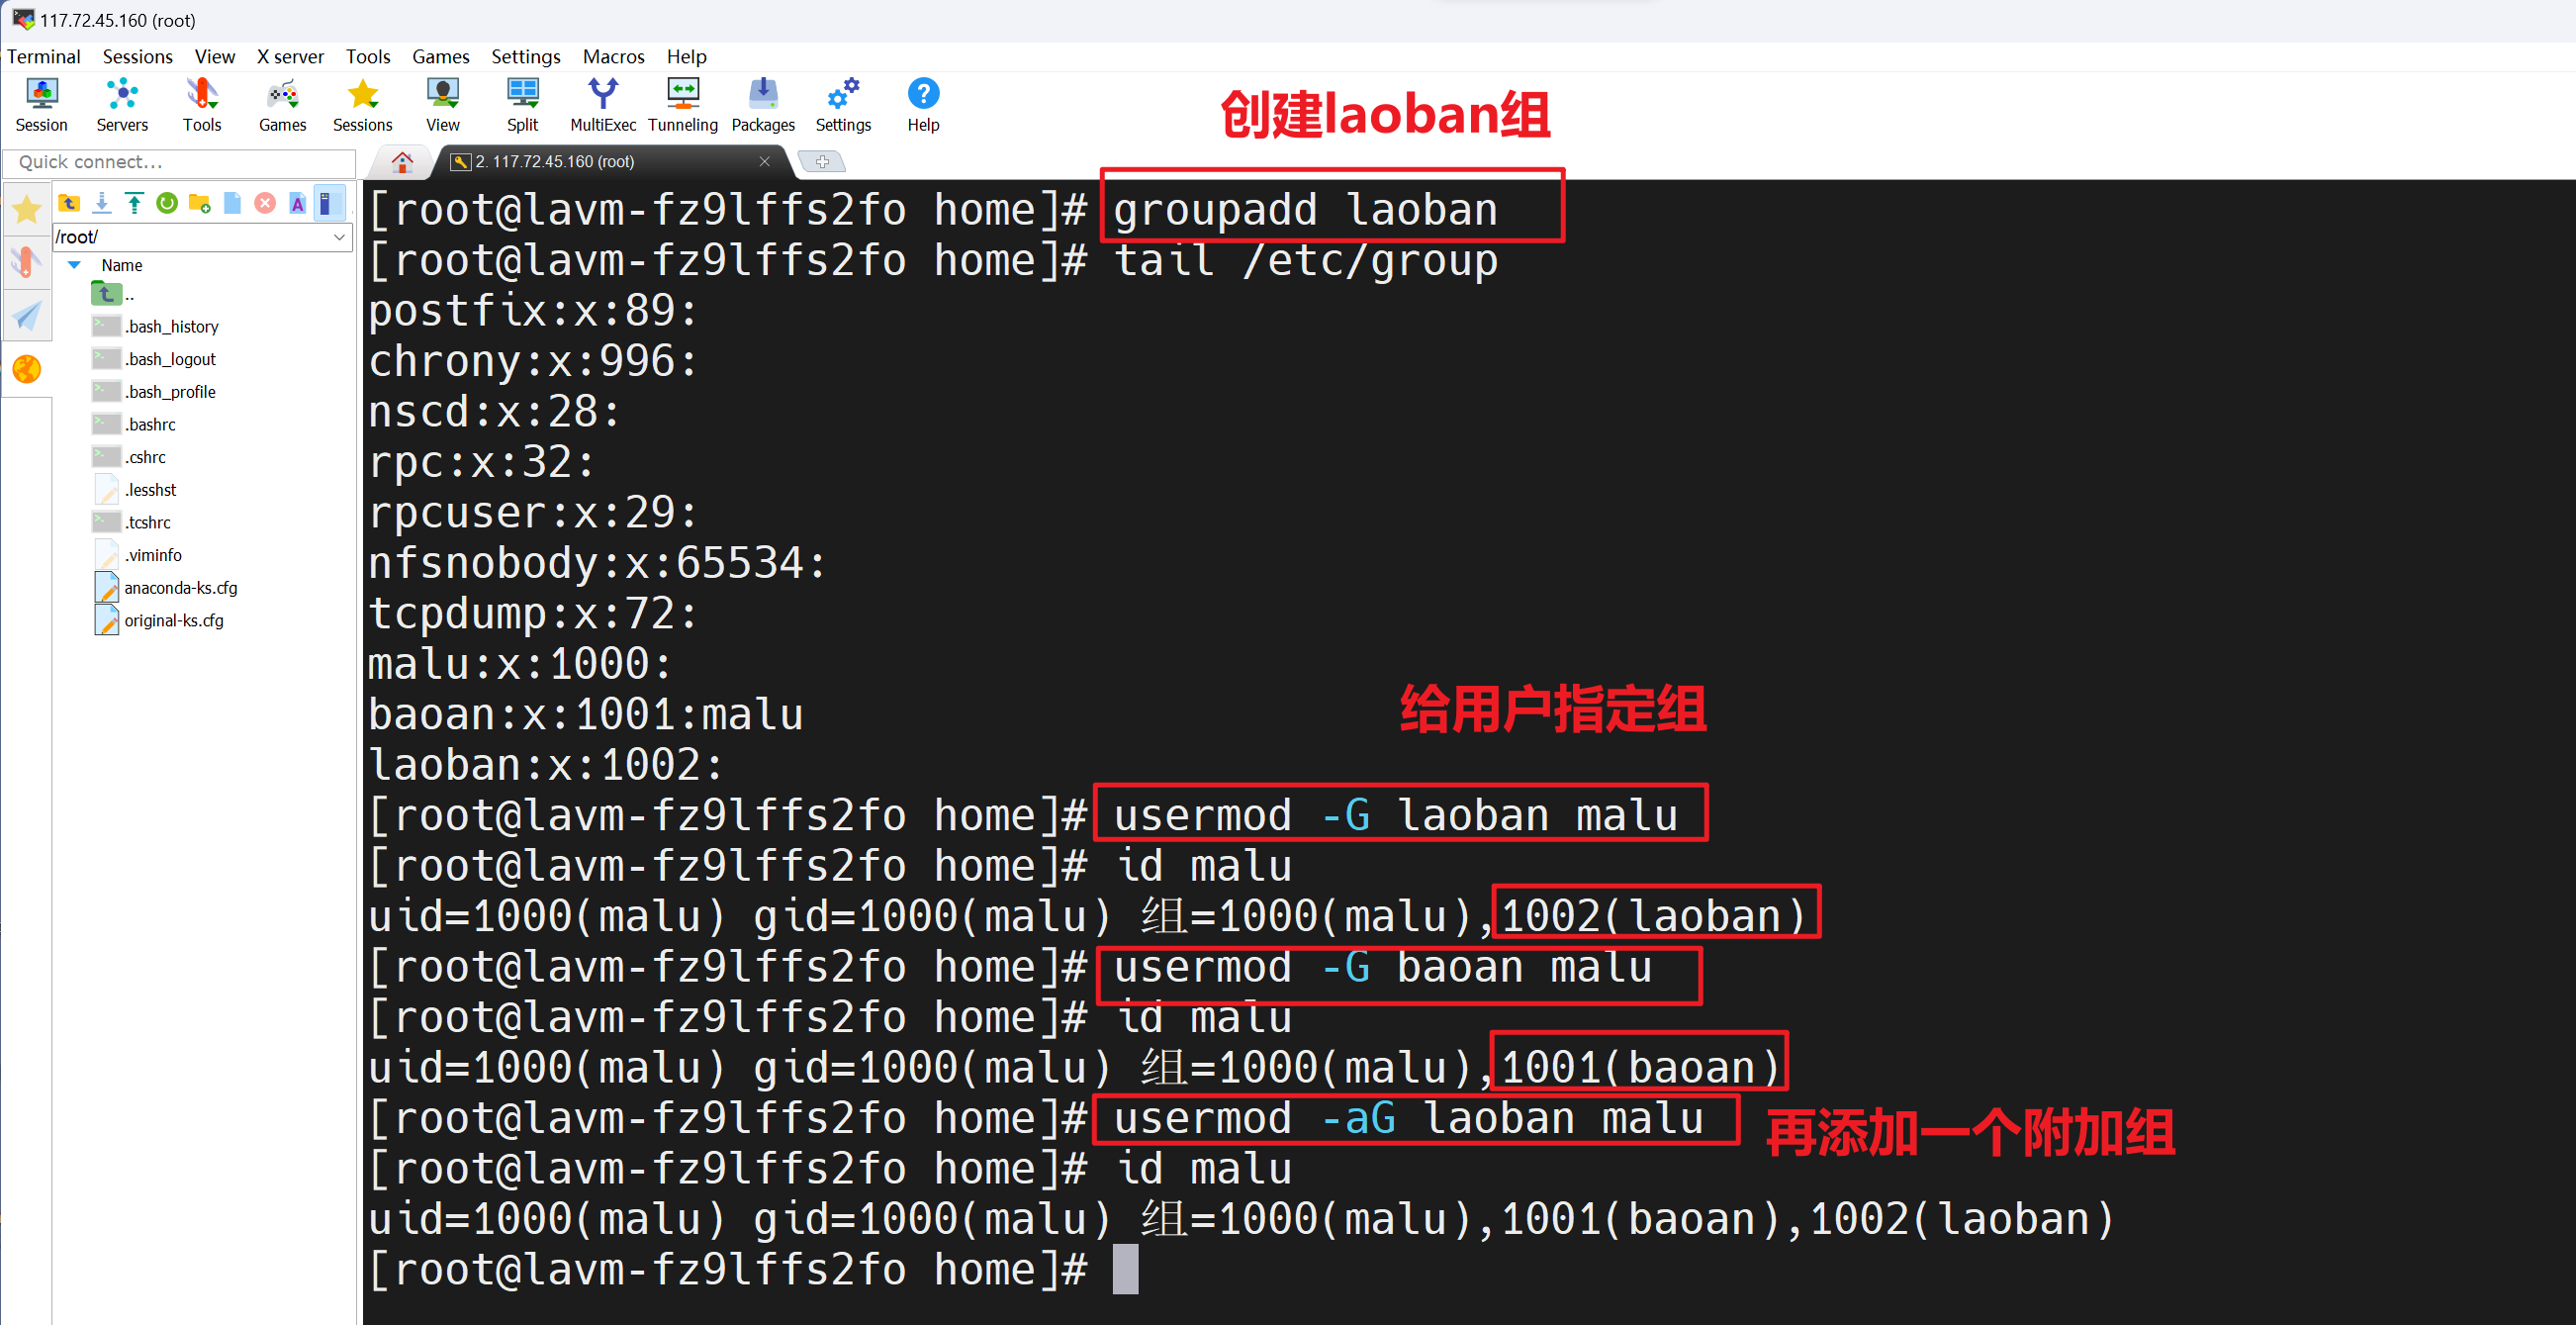 117.72.45.160 (root)
Terminal Sessions View X server Tools Games Settings Macros Help
Session Servers Tools Games Sessions View Split MultiExec Tunneling Packages Settings Help
创建laoban组
Quick connect...
2. 117.72.45.160 (root)
/root/
Name
..
.bash_history
.bash_logout
.bash_profile
.bashrc
.cshrc
.lesshst
.tcshrc
.viminfo
anaconda-ks.cfg
original-ks.cfg
[root@lavm-fz9lffs2fo home]# groupadd laoban
[root@lavm-fz9lffs2fo home]# tail /etc/group
postfix:x:89:
chrony:x:996:
nscd:x:28:
rpc:x:32:
rpcuser:x:29:
nfsnobody:x:65534:
tcpdump:x:72:
malu:x:1000:
baoan:x:1001:malu
给用户指定组
laoban:x:1002:
[root@lavm-fz9lffs2fo home]# usermod -G laoban malu
[root@lavm-fz9lffs2fo home]# id malu
uid=1000(malu) gid=1000(malu) 组=1000(malu),1002(laoban)
[root@lavm-fz9lffs2fo home]# usermod -G baoan malu
[root@lavm-fz9lffs2fo home]# id malu
uid=1000(malu) gid=1000(malu) 组=1000(malu),1001(baoan)
[root@lavm-fz9lffs2fo home]# usermod -aG laoban malu
再添加一个附加组
[root@lavm-fz9lffs2fo home]# id malu
uid=1000(malu) gid=1000(malu) 组=1000(malu),1001(baoan),1002(laoban)
[root@lavm-fz9lffs2fo home]#